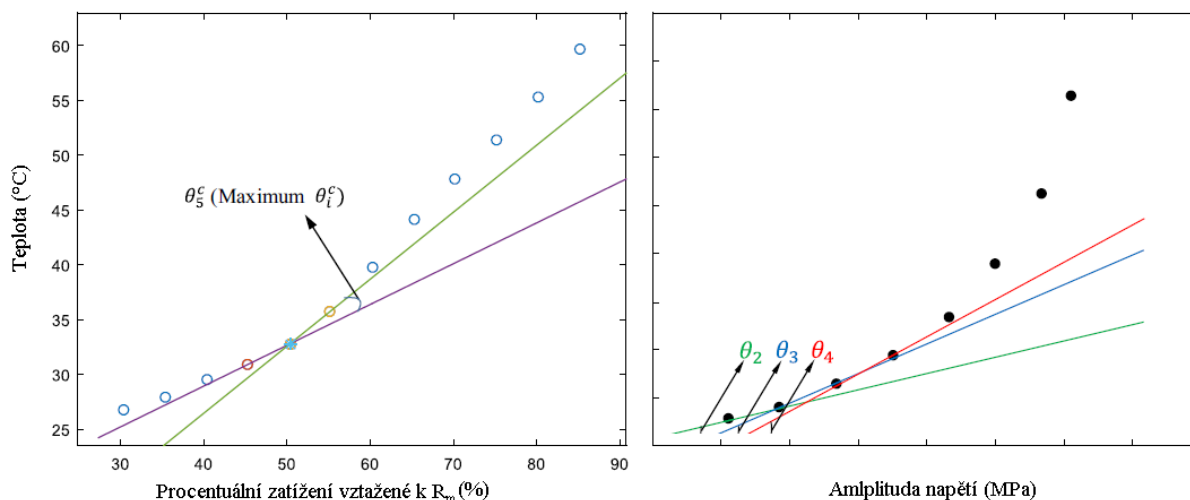 60
55
50
45
40
35
30
25
30
40
50
60
70
80
90
Teplota (°C)
θ₅ᶜ (Maximum θᵢᶜ)
Procentuální zatížení vztažené k Rₘ (%)
θ₂
θ₃
θ₄
Amlplituda napětí (MPa)